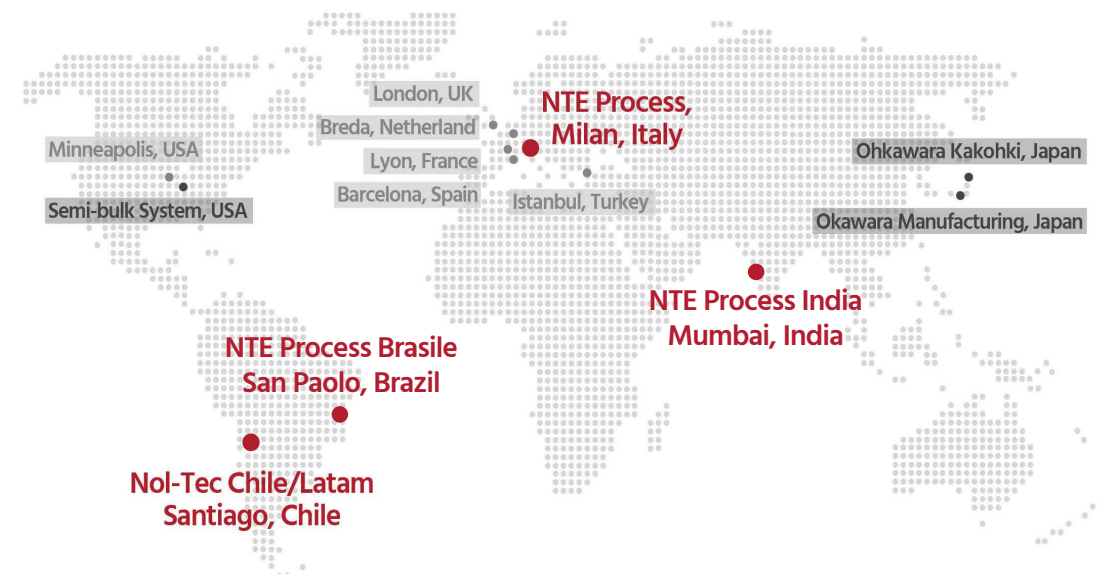 London, UK
Breda, Netherland
Lyon, France
Barcelona, Spain
NTE Process,
Milan, Italy
Istanbul, Turkey
Minneapolis, USA
Semi-bulk System, USA
Ohkawara Kakohki, Japan
Okawara Manufacturing, Japan
NTE Process India
Mumbai, India
NTE Process Brasile
San Paolo, Brazil
Nol-Tec Chile/Latam
Santiago, Chile